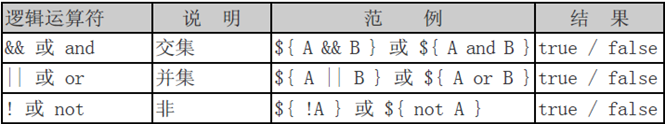 逻辑运算符 说 明 范 例 结 果
&& 或 and 交集 ${ A && B } 或 ${ A and B } true / false
|| 或 or 并集 ${ A || B } 或 ${ A or B } true / false
! 或 not 非 ${ !A } 或 ${ not A } true / false